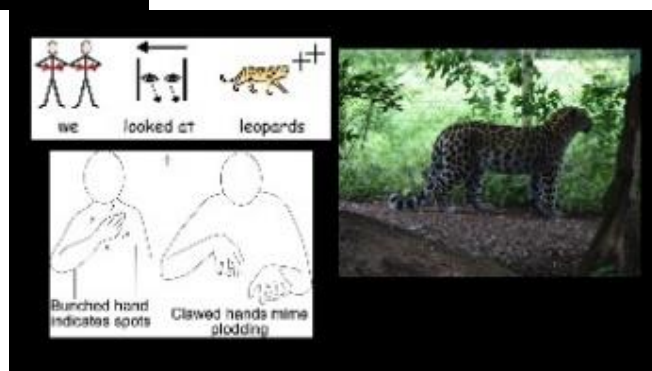 we looked at leopards
Bunched hand
indicates spots
Clawed hands mime
plodding